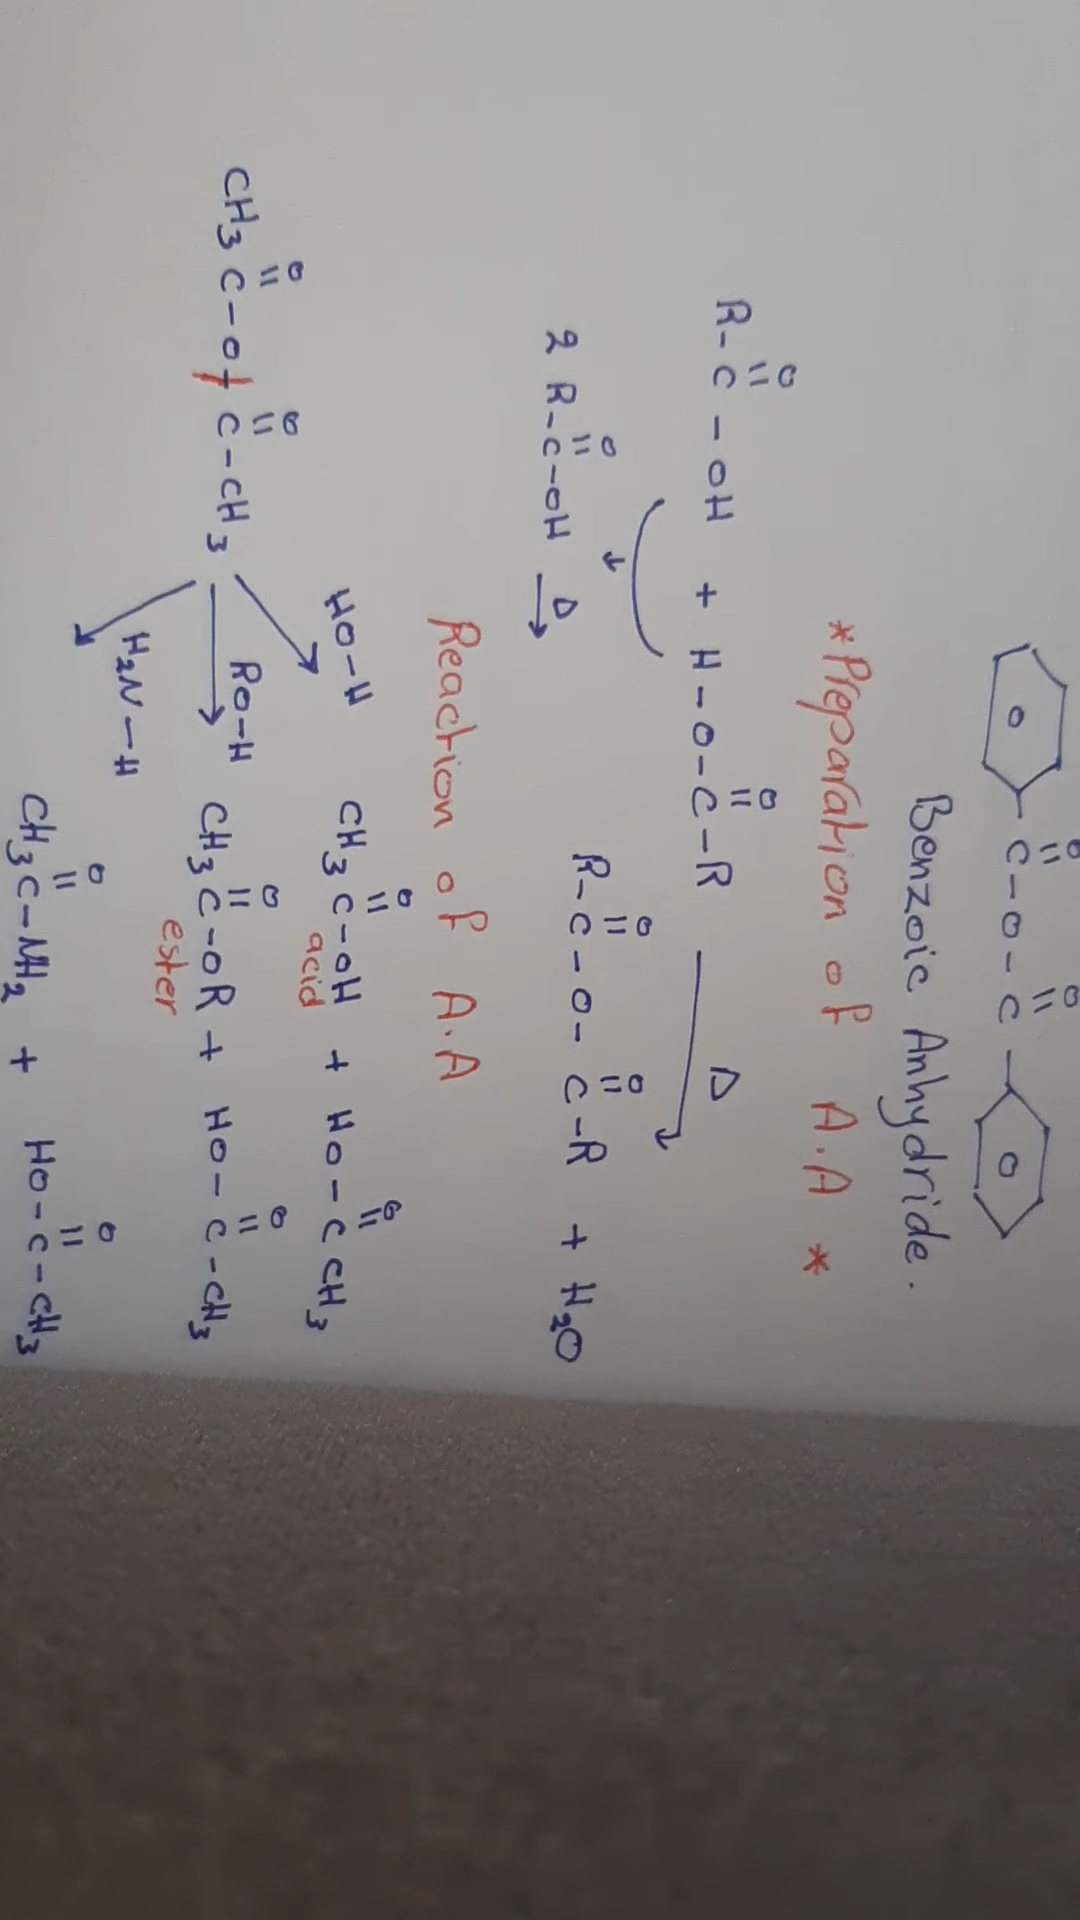 O O
C-O-C
Benzoic Anhydride.
*Preparation of A.A *
O O
R-C-OH + H-O-C-R Δ
O O O
2 R-C-OH Δ R-C-O-C-R + H2O
Reaction of A.A
O O
HO-H CH3C-OH + HO-CCH3
acid
O O O O
CH3C-O-C-CH3 RO-H CH3C-OR + HO-C-CH3
ester
O O
H2N-H CH3C-NH2 + HO-C-CH3